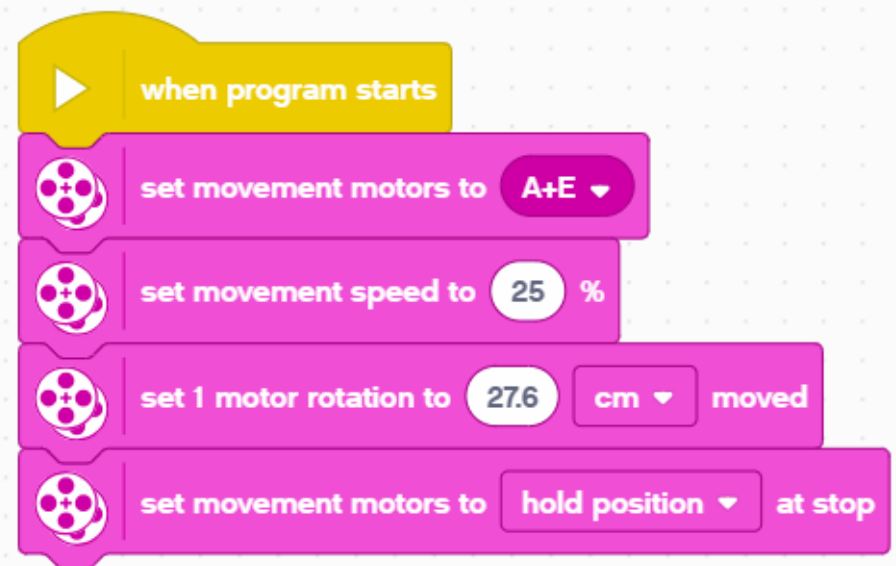 when program starts
set movement motors to A+E
set movement speed to 25 %
set 1 motor rotation to 27.6 cm moved
set movement motors to hold position at stop